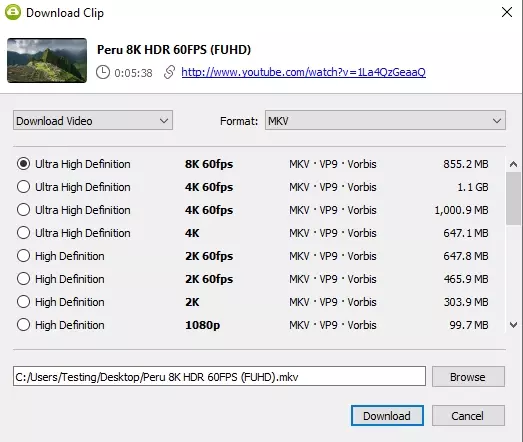 Download Clip
Peru 8K HDR 60FPS (FUHD)
0:05:38 http://www.youtube.com/watch?v=1La4QzGeaaQ
Download Video Format: MKV
Ultra High Definition 8K 60fps MKV · VP9 · Vorbis 855.2 MB
Ultra High Definition 4K 60fps MKV · VP9 · Vorbis 1.1 GB
Ultra High Definition 4K 60fps MKV · VP9 · Vorbis 1,000.9 MB
Ultra High Definition 4K MKV · VP9 · Vorbis 647.1 MB
High Definition 2K 60fps MKV · VP9 · Vorbis 647.8 MB
High Definition 2K 60fps MKV · VP9 · Vorbis 465.9 MB
High Definition 2K MKV · VP9 · Vorbis 303.9 MB
High Definition 1080p MKV · VP9 · Vorbis 99.7 MB
C:/Users/Testing/Desktop/Peru 8K HDR 60FPS (FUHD).mkv Browse
Download Cancel